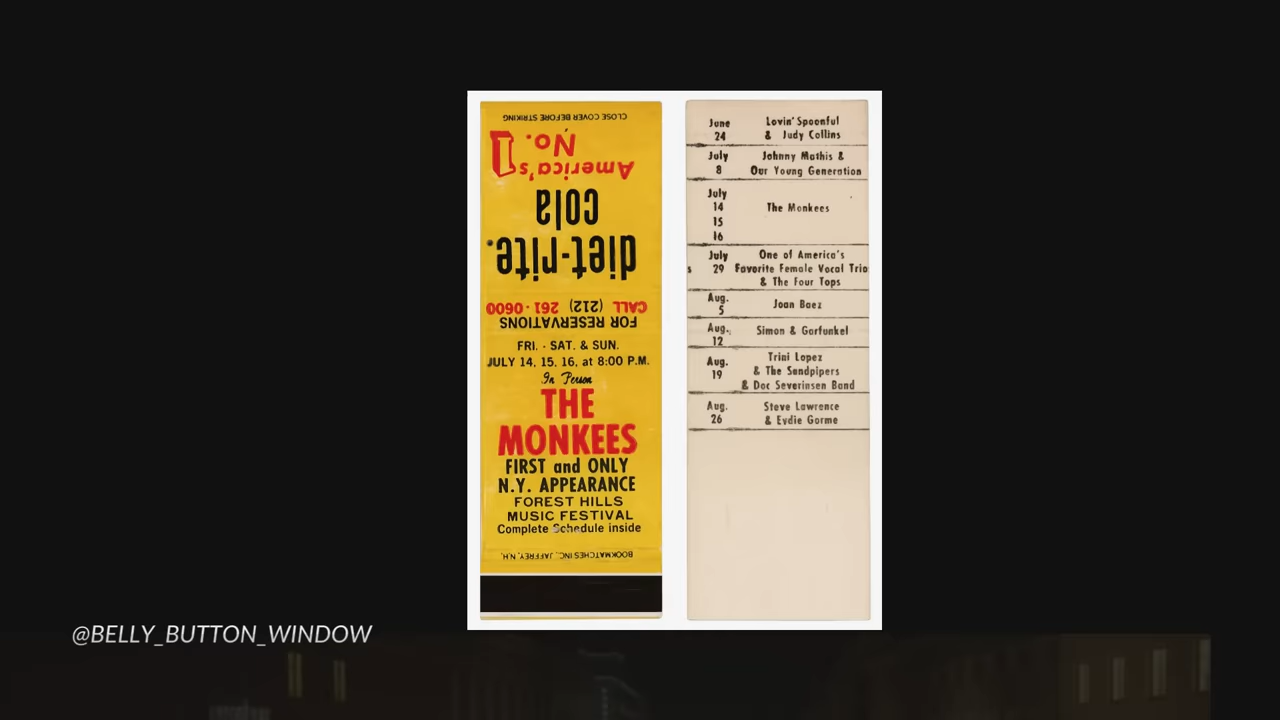 CLOSE COVER BEFORE STRIKING
America's
No. 1
diet-rite.
cola
FOR RESERVATIONS
CALL (212) 261-0600
FRI. - SAT. & SUN.
JULY 14, 15, 16, at 8:00 P.M.
In Person
THE
MONKEES
FIRST and ONLY
N.Y. APPEARANCE
FOREST HILLS
MUSIC FESTIVAL
Complete Schedule inside
BOOKMATCHES INC., JAFFREY, N.H.
June 24 Lovin' Spoonful
& Judy Collins
July 8 Johnny Mathis &
Our Young Generation
July
14 The Monkees
15
16
July 29 One of America's
s Favorite Female Vocal Trio
& The Four Tops
Aug. 5 Joan Baez
Aug. 12 Simon & Garfunkel
Aug. 19 Trini Lopez
& The Sandpipers
& Doc Severinsen Band
Aug. 26 Steve Lawrence
& Eydie Gorme
@BELLY_BUTTON_WINDOW